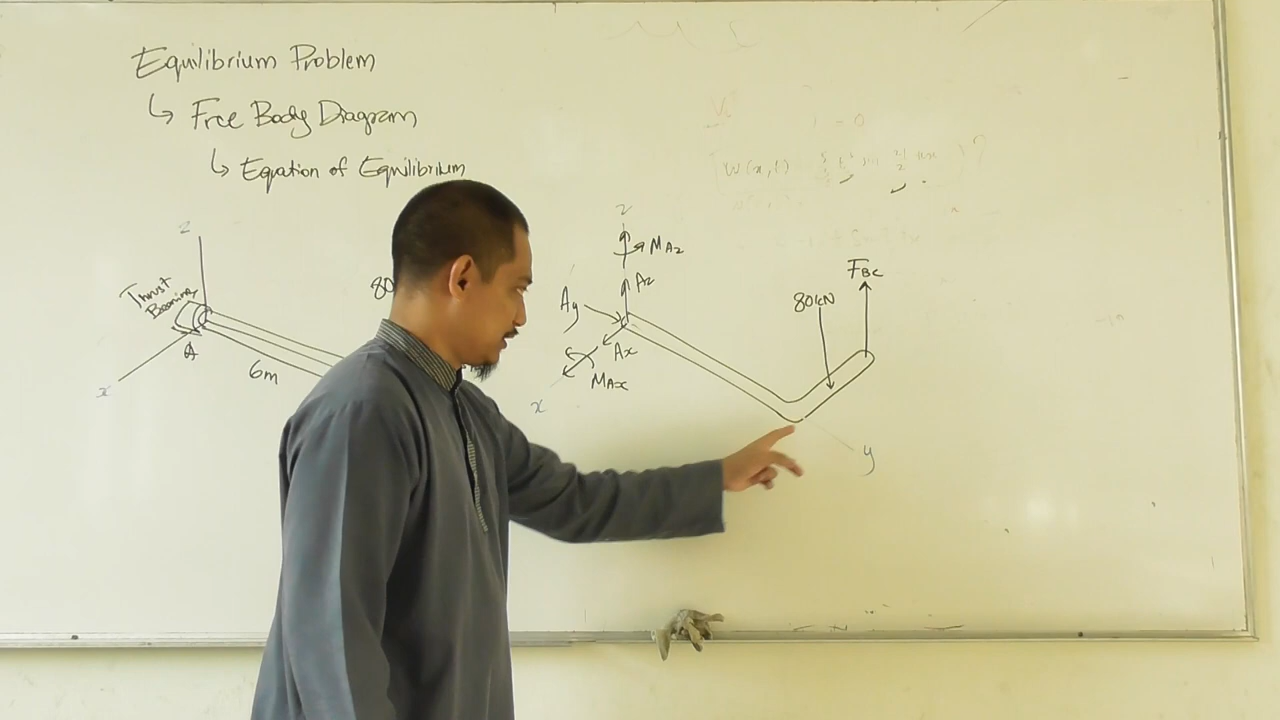 Equilibrium Problem
↳ Free Body Diagram
↳ Equation of Equilibrium
z
Thrust
Bearing
A
x
6m
80
z
MAz
Az
Ay
Ax
MAx
x
80kN
FBC
y
W(x,t)